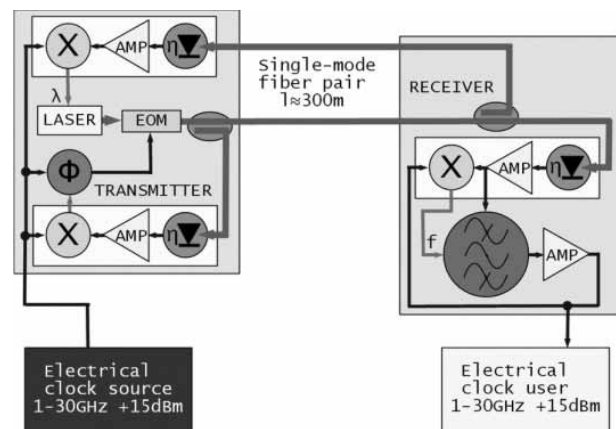 X
AMP
η
Single-mode
fiber pair
l≈300m
RECEIVER
λ
LASER
EOM
Φ
TRANSMITTER
X
AMP
η
X
AMP
η
f
AMP
Electrical
clock source
1-30GHz +15dBm
Electrical
clock user
1-30GHz +15dBm